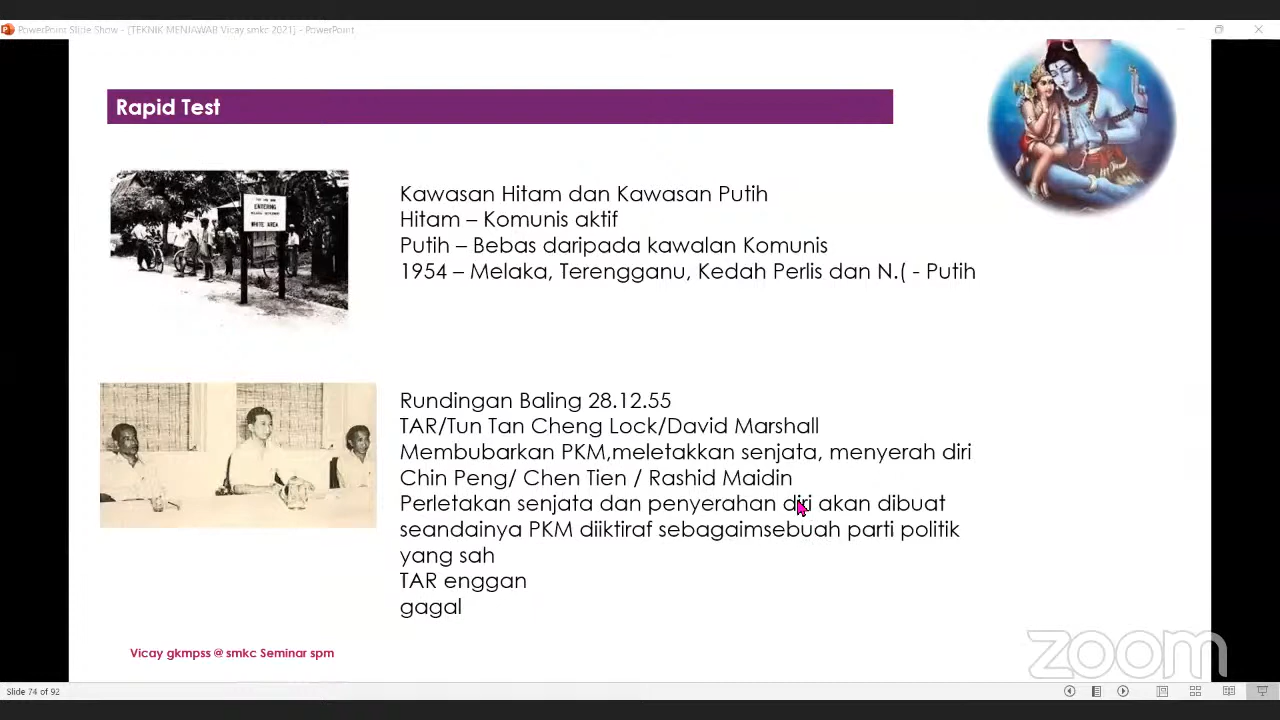 PowerPoint Slide Show - [TEKNIK MENJAWAB Vicay smkc 2021] - PowerPoint
Rapid Test
ENTERING
WHITE AREA
Kawasan Hitam dan Kawasan Putih
Hitam – Komunis aktif
Putih – Bebas daripada kawalan Komunis
1954 – Melaka, Terengganu, Kedah Perlis dan N.( - Putih
Rundingan Baling 28.12.55
TAR/Tun Tan Cheng Lock/David Marshall
Membubarkan PKM,meletakkan senjata, menyerah diri
Chin Peng/ Chen Tien / Rashid Maidin
Perletakan senjata dan penyerahan diri akan dibuat
seandainya PKM diiktiraf sebagaimsebuah parti politik
yang sah
TAR enggan
gagal
Vicay gkmpss @ smkc Seminar spm
zoom
Slide 74 of 92